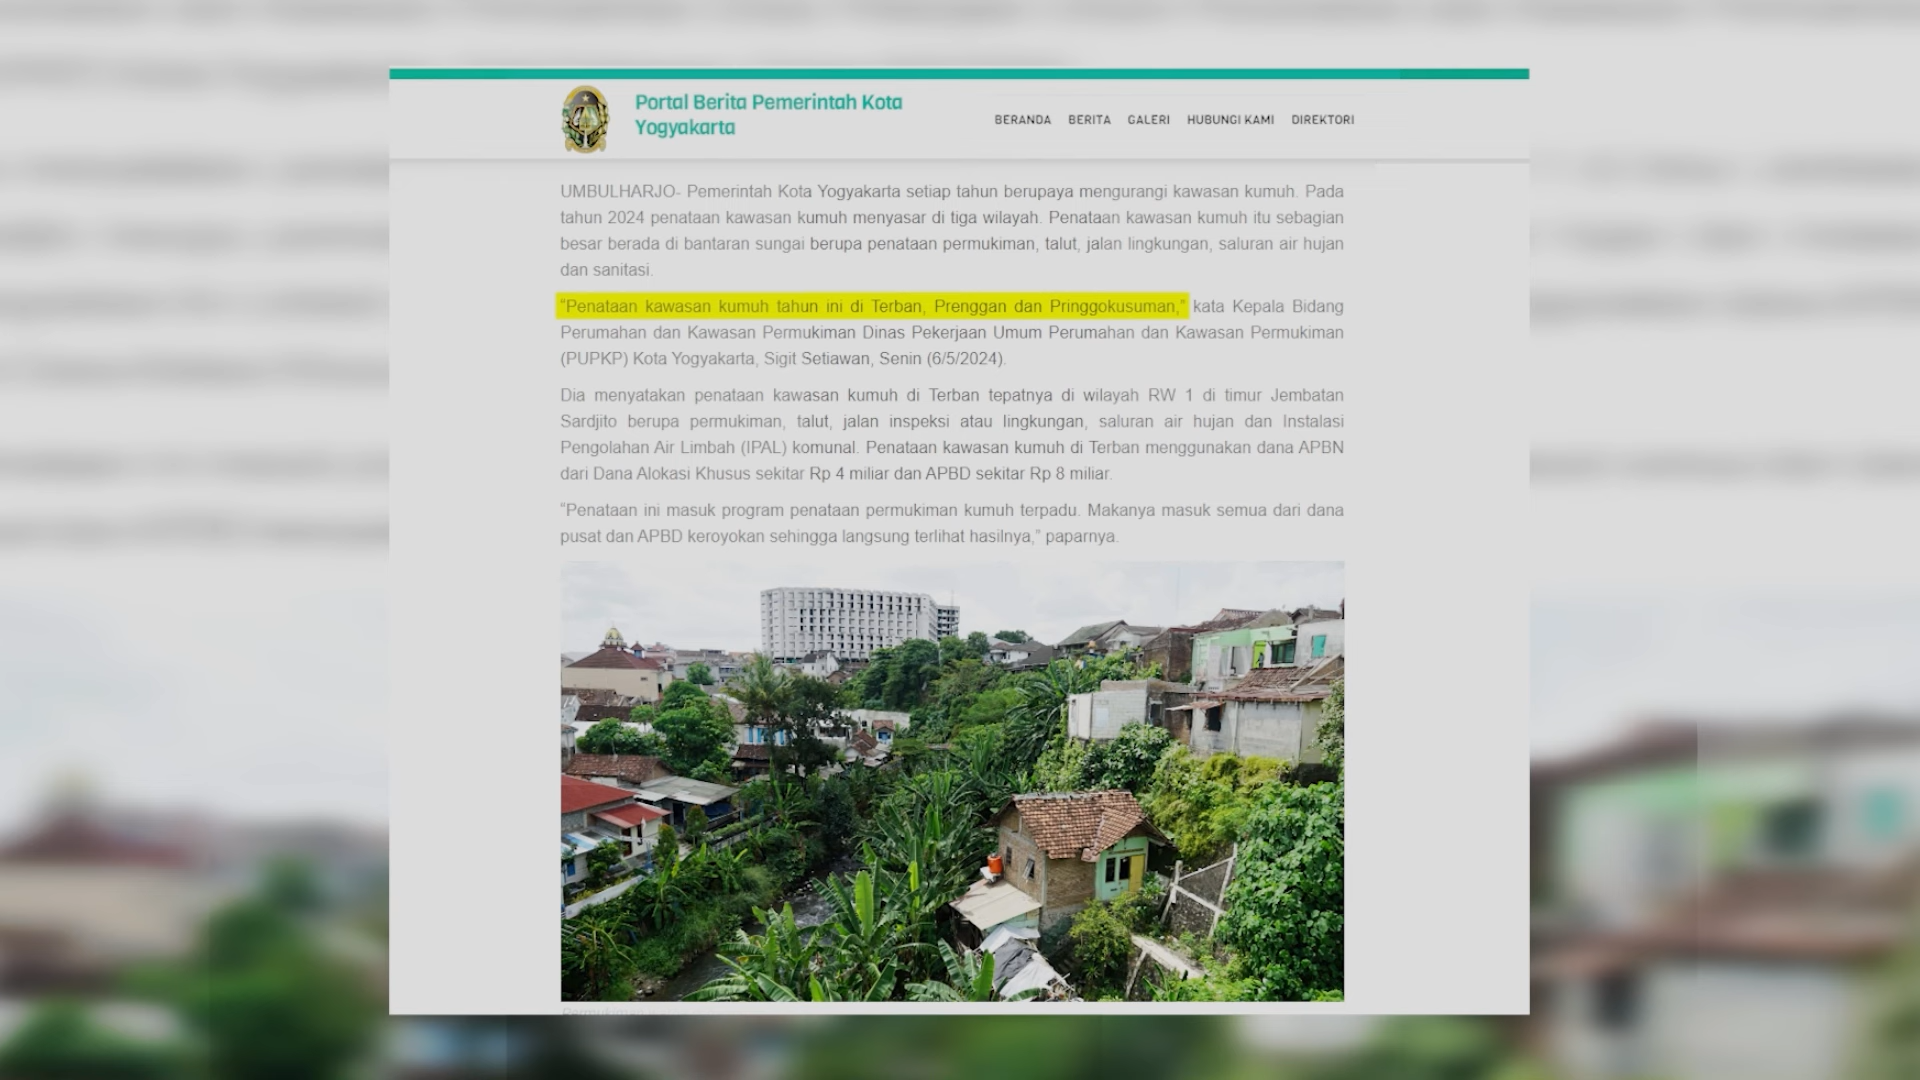 Portal Berita Pemerintah Kota
Yogyakarta
BERANDA BERITA GALERI HUBUNGI KAMI DIREKTORI
UMBULHARJO- Pemerintah Kota Yogyakarta setiap tahun berupaya mengurangi kawasan kumuh. Pada
tahun 2024 penataan kawasan kumuh menyasar di tiga wilayah. Penataan kawasan kumuh itu sebagian
besar berada di bantaran sungai berupa penataan permukiman, talut, jalan lingkungan, saluran air hujan
dan sanitasi.
“Penataan kawasan kumuh tahun ini di Terban, Prenggan dan Pringgokusuman,” kata Kepala Bidang
Perumahan dan Kawasan Permukiman Dinas Pekerjaan Umum Perumahan dan Kawasan Permukiman
(PUPKP) Kota Yogyakarta, Sigit Setiawan, Senin (6/5/2024).
Dia menyatakan penataan kawasan kumuh di Terban tepatnya di wilayah RW 1 di timur Jembatan
Sardjito berupa permukiman, talut, jalan inspeksi atau lingkungan, saluran air hujan dan Instalasi
Pengolahan Air Limbah (IPAL) komunal. Penataan kawasan kumuh di Terban menggunakan dana APBN
dari Dana Alokasi Khusus sekitar Rp 4 miliar dan APBD sekitar Rp 8 miliar.
“Penataan ini masuk program penataan permukiman kumuh terpadu. Makanya masuk semua dari dana
pusat dan APBD keroyokan sehingga langsung terlihat hasilnya,” paparnya.